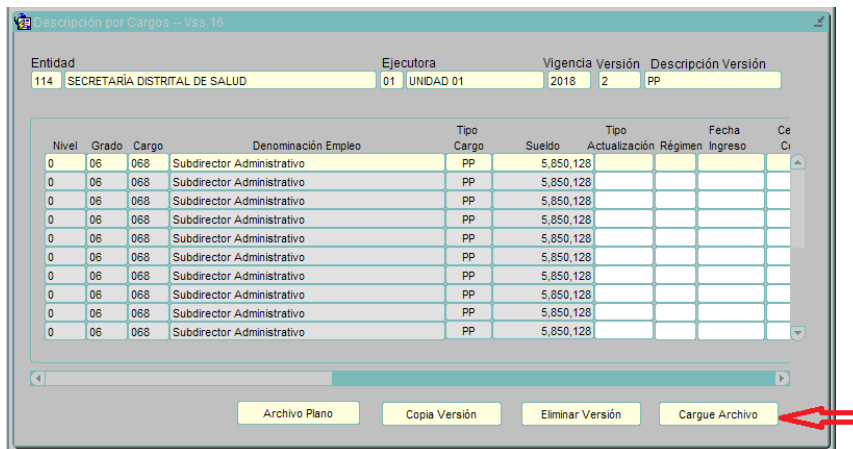 Descripción por Cargos -- Vss.16
Entidad Ejecutora Vigencia Versión Descripción Versión
114 SECRETARÍA DISTRITAL DE SALUD 01 UNIDAD 01 2018 2 PP
Tipo Tipo Fecha Ce
Nivel Grado Cargo Denominación Empleo Cargo Sueldo Actualización Régimen Ingreso Co
0 06 068 Subdirector Administrativo PP 5,850,128
0 06 068 Subdirector Administrativo PP 5,850,128
0 06 068 Subdirector Administrativo PP 5,850,128
0 06 068 Subdirector Administrativo PP 5,850,128
0 06 068 Subdirector Administrativo PP 5,850,128
0 06 068 Subdirector Administrativo PP 5,850,128
0 06 068 Subdirector Administrativo PP 5,850,128
0 06 068 Subdirector Administrativo PP 5,850,128
0 06 068 Subdirector Administrativo PP 5,850,128
0 06 068 Subdirector Administrativo PP 5,850,128
Archivo Plano Copia Versión Eliminar Versión Cargue Archivo